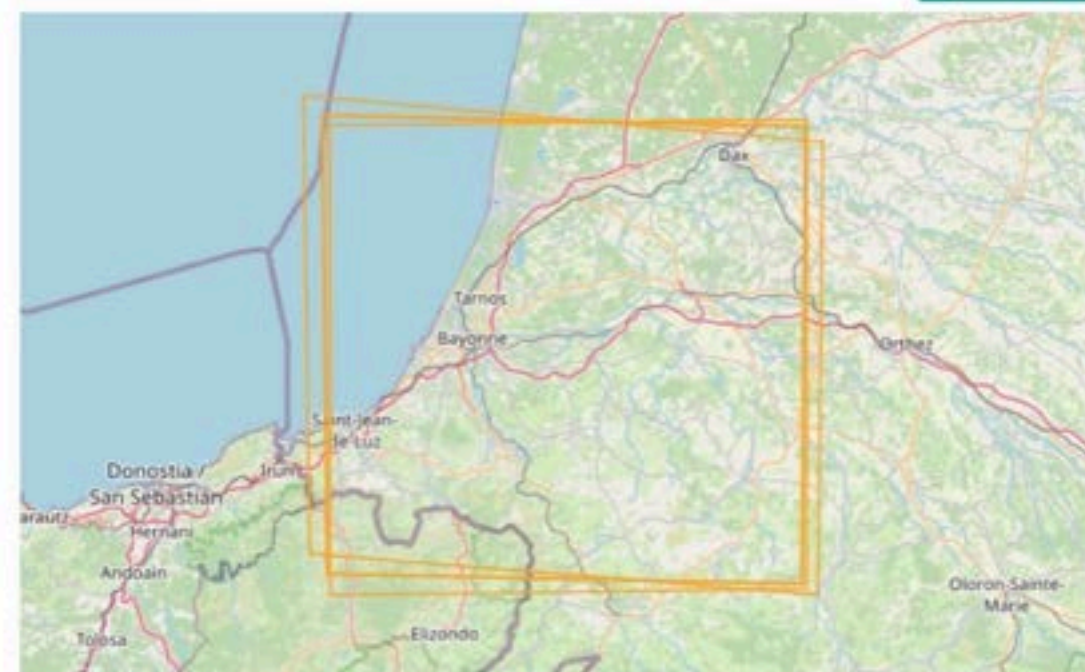 Dax
Tarnos
Bayonne
Orthez
Saint-Jean-
de-Luz
Donostia /
San Sebastián
Irun
arautz
Hernani
Andoain
Oloron-Sainte-
Marie
Tolosa
Elizondo